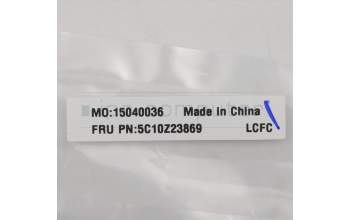 MO:15040036 Made in China
FRU PN:5C10Z23869 LCFC